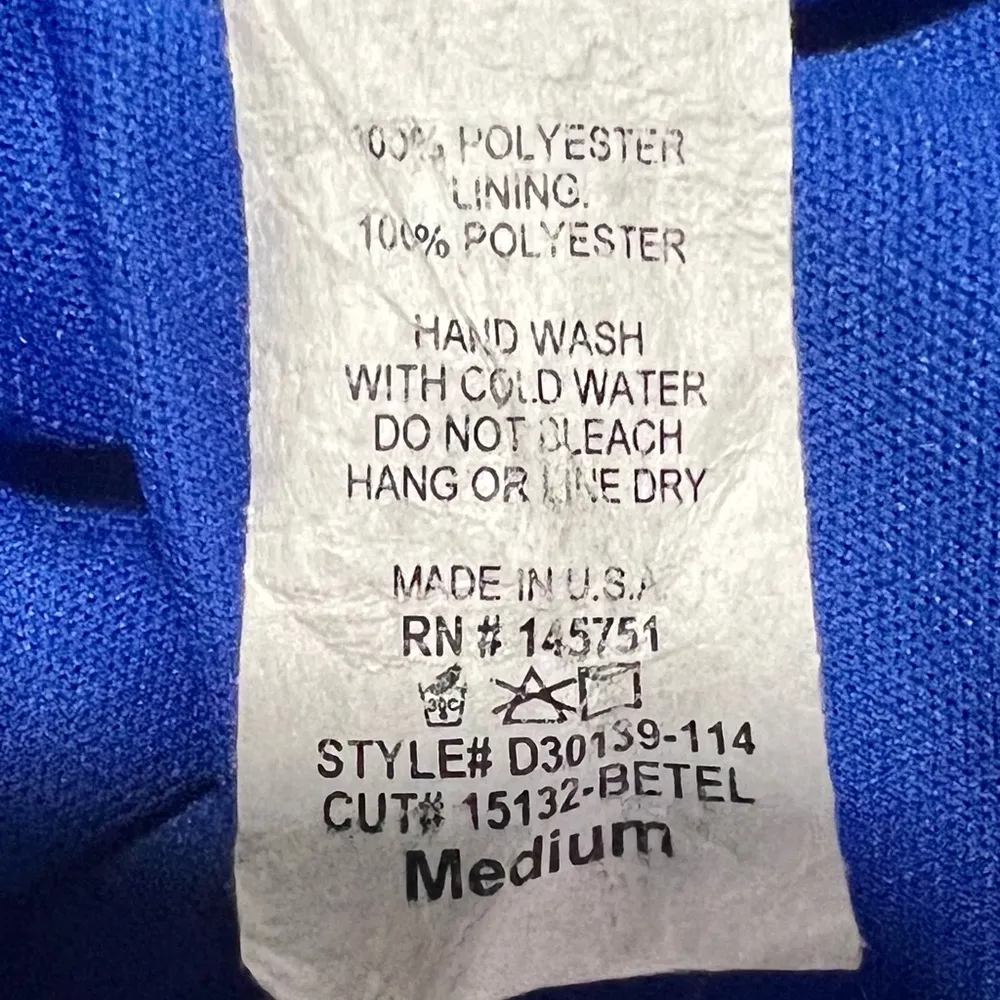 100% POLYESTER
LINING.
100% POLYESTER
HAND WASH
WITH COLD WATER
DO NOT BLEACH
HANG OR LINE DRY
MADE IN U.S.A
RN # 145751
30C
STYLE# D30139-114
CUT# 15132-BETEL
Medium